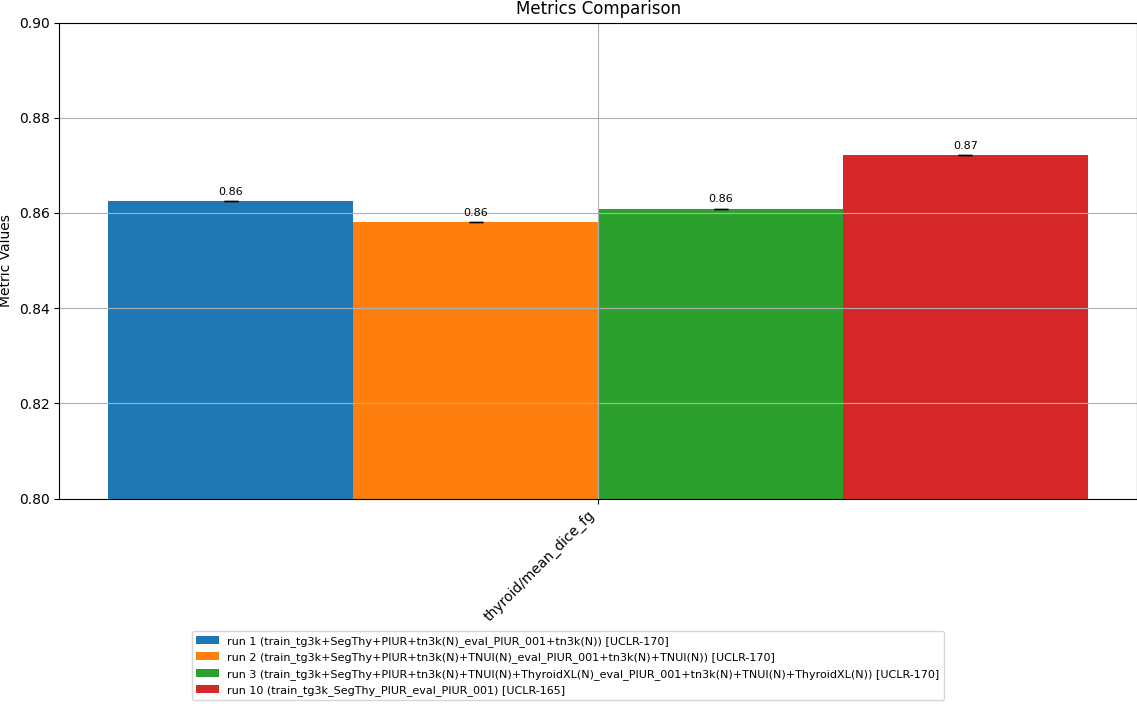 Metrics Comparison
0.90
0.88
0.86
0.84
0.82
0.80
Metric Values
0.86
0.86
0.86
0.87
thyroid/mean_dice_fg
run 1 (train_tg3k+SegThy+PIUR+tn3k(N)_eval_PIUR_001+tn3k(N)) [UCLR-170]
run 2 (train_tg3k+SegThy+PIUR+tn3k(N)+TNUI(N)_eval_PIUR_001+tn3k(N)+TNUI(N)) [UCLR-170]
run 3 (train_tg3k+SegThy+PIUR+tn3k(N)+TNUI(N)+ThyroidXL(N)_eval_PIUR_001+tn3k(N)+TNUI(N)+ThyroidXL(N)) [UCLR-170]
run 10 (train_tg3k_SegThy_PIUR_eval_PIUR_001) [UCLR-165]